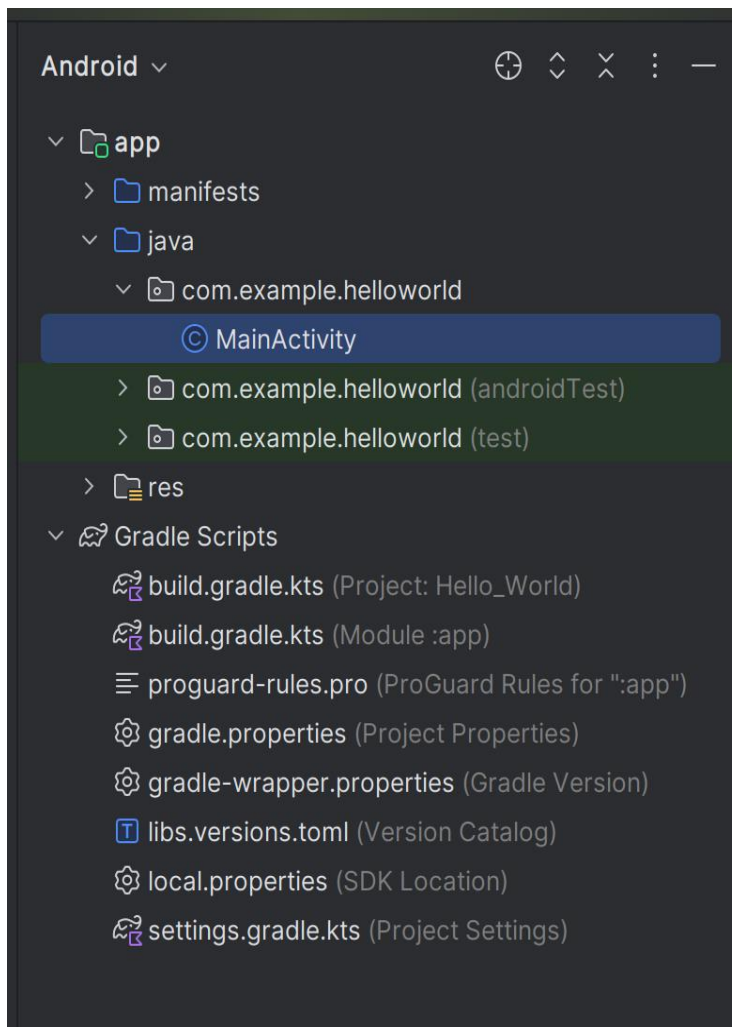 Android
app
manifests
java
com.example.helloworld
MainActivity
com.example.helloworld (androidTest)
com.example.helloworld (test)
res
Gradle Scripts
build.gradle.kts (Project: Hello_World)
build.gradle.kts (Module :app)
proguard-rules.pro (ProGuard Rules for ":app")
gradle.properties (Project Properties)
gradle-wrapper.properties (Gradle Version)
libs.versions.toml (Version Catalog)
local.properties (SDK Location)
settings.gradle.kts (Project Settings)